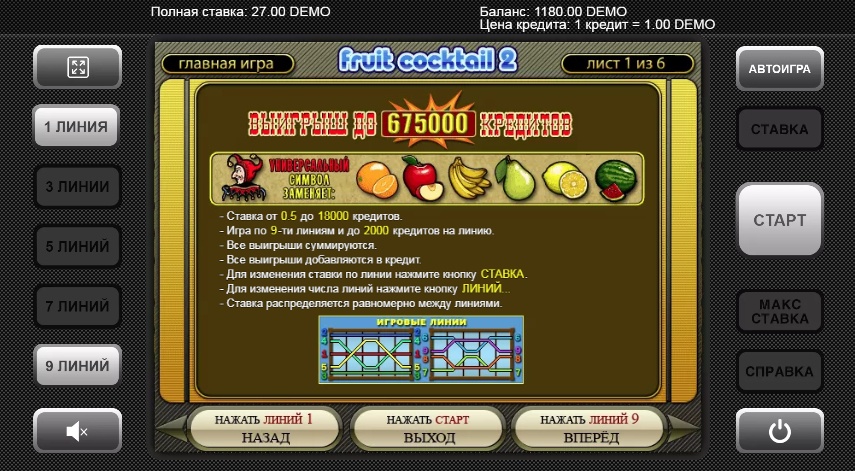 Полная ставка: 27.00 DEMO
Баланс: 1180.00 DEMO
Цена кредита: 1 кредит = 1.00 DEMO
главная игра
fruit cocktail 2
лист 1 из 6
ВЫИГРЫШ ДО 675000 КРЕДИТОВ
УНИВЕРСАЛЬНЫЙ
СИМВОЛ
ЗАМЕНЯЕТ:
- Ставка от 0.5 до 18000 кредитов.
- Игра по 9-ти линиям и до 2000 кредитов на линию.
- Все выигрыши суммируются.
- Все выигрыши добавляются в кредит.
- Для изменения ставки по линии нажмите кнопку СТАВКА.
- Для изменения числа линий нажмите кнопку ЛИНИЙ...
- Ставка распределяется равномерно между линиями.
ИГРОВЫЕ ЛИНИИ
НАЖАТЬ ЛИНИЙ 1
НАЗАД
НАЖАТЬ СТАРТ
ВЫХОД
НАЖАТЬ ЛИНИЙ 9
ВПЕРЁД
1 ЛИНИЯ
3 ЛИНИИ
5 ЛИНИЙ
7 ЛИНИЙ
9 ЛИНИЙ
АВТОИГРА
СТАВКА
СТАРТ
МАКС
СТАВКА
СПРАВКА